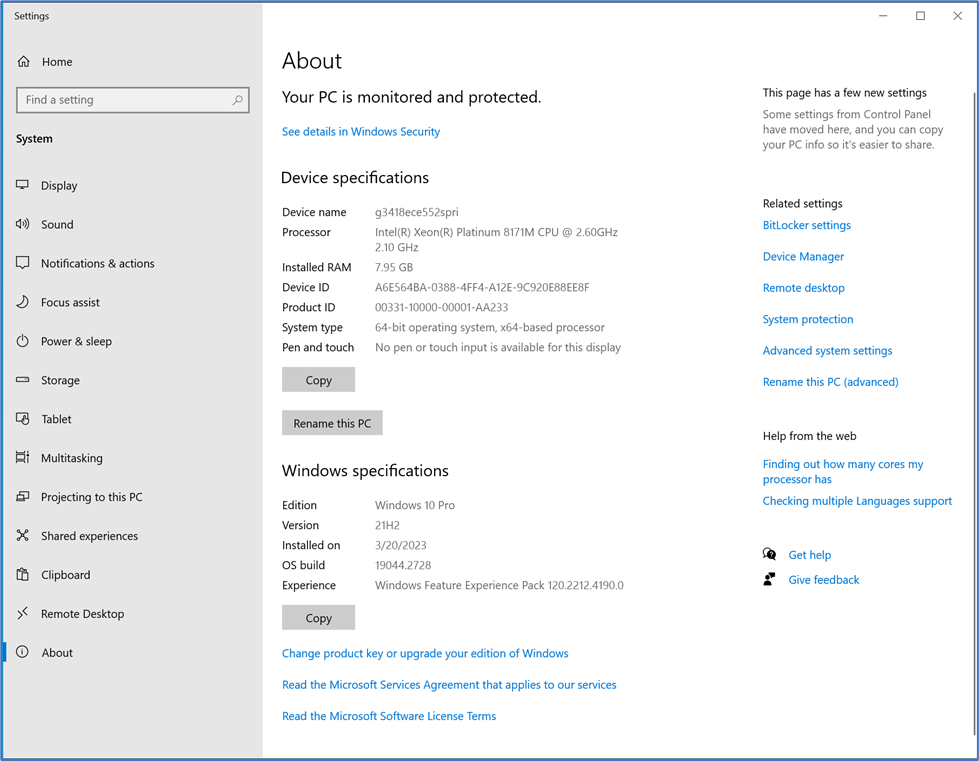 Settings
Home
Find a setting
System
Display
Sound
Notifications & actions
Focus assist
Power & sleep
Storage
Tablet
Multitasking
Projecting to this PC
Shared experiences
Clipboard
Remote Desktop
About
About
Your PC is monitored and protected.
See details in Windows Security
Device specifications
Device name g3418ece552spri
Processor Intel(R) Xeon(R) Platinum 8171M CPU @ 2.60GHz
2.10 GHz
Installed RAM 7.95 GB
Device ID A6E564BA-0388-4FF4-A12E-9C920E88EE8F
Product ID 00331-10000-00001-AA233
System type 64-bit operating system, x64-based processor
Pen and touch No pen or touch input is available for this display
Copy
Rename this PC
Windows specifications
Edition Windows 10 Pro
Version 21H2
Installed on 3/20/2023
OS build 19044.2728
Experience Windows Feature Experience Pack 120.2212.4190.0
Copy
Change product key or upgrade your edition of Windows
Read the Microsoft Services Agreement that applies to our services
Read the Microsoft Software License Terms
This page has a few new settings
Some settings from Control Panel
have moved here, and you can copy
your PC info so it's easier to share.
Related settings
BitLocker settings
Device Manager
Remote desktop
System protection
Advanced system settings
Rename this PC (advanced)
Help from the web
Finding out how many cores my
processor has
Checking multiple Languages support
Get help
Give feedback